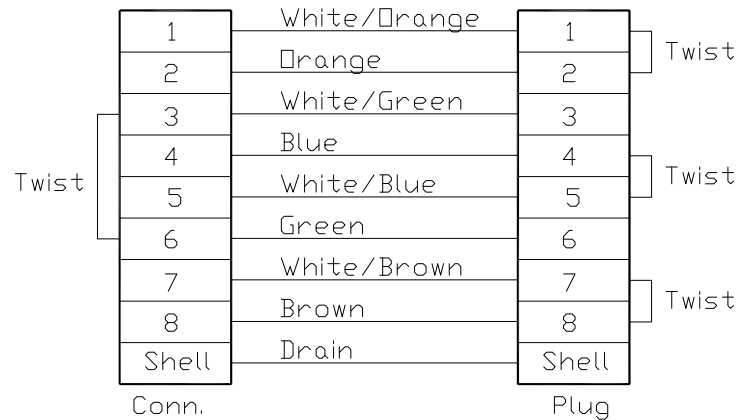 1 White/Orange 1
Twist
2 Orange 2
3 White/Green 3
4 Blue 4
Twist
Twist
5 White/Blue 5
6 Green 6
7 White/Brown 7
Twist
8 Brown 8
Shell Drain Shell
Conn. Plug